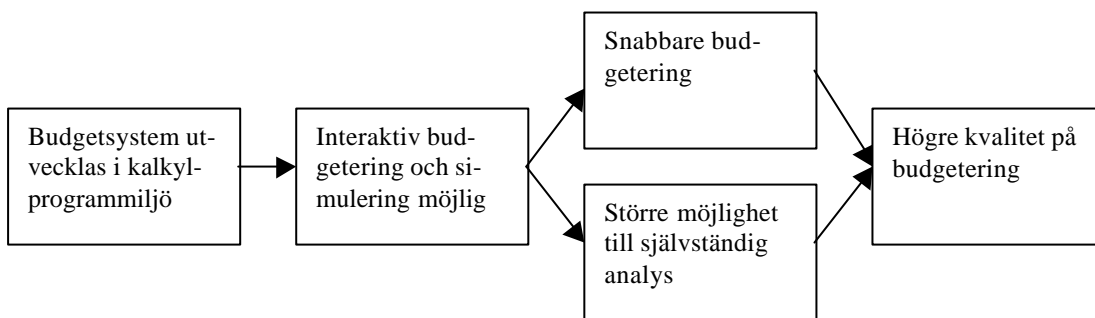 Budgetsystem ut-
vecklas i kalkyl-
programmiljö
Interaktiv bud-
getering och si-
mulering möjlig
Snabbare bud-
getering
Större möjlighet
till självständig
analys
Högre kvalitet på
budgetering